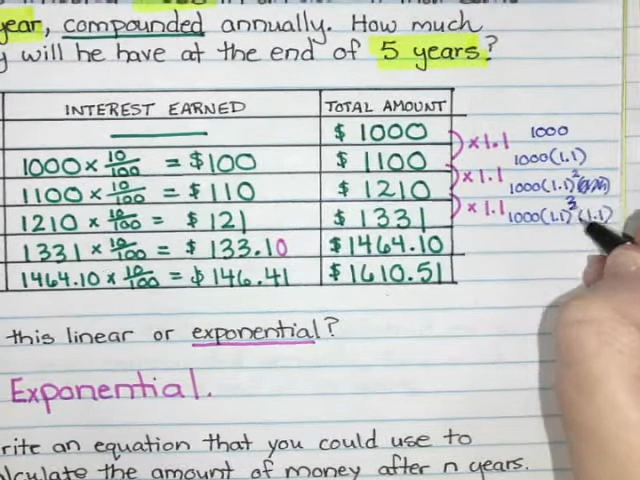 year, compounded annually. How much
y will he have at the end of 5 years?
INTEREST EARNED TOTAL AMOUNT
$ 1000
1000 × 10/100 = $100 $ 1100
1100 × 10/100 = $110 $ 1210
1210 × 10/100 = $121 $ 1331
1331 × 10/100 = $133.10 $1464.10
1464.10 × 10/100 = $146.41 $1610.51
×1.1 1000
1000(1.1)
×1.1 1000(1.1)²
×1.1 1000(1.1)³(1.1)
this linear or exponential?
Exponential.
rite an equation that you could use to
alculate the amount of money after n years.